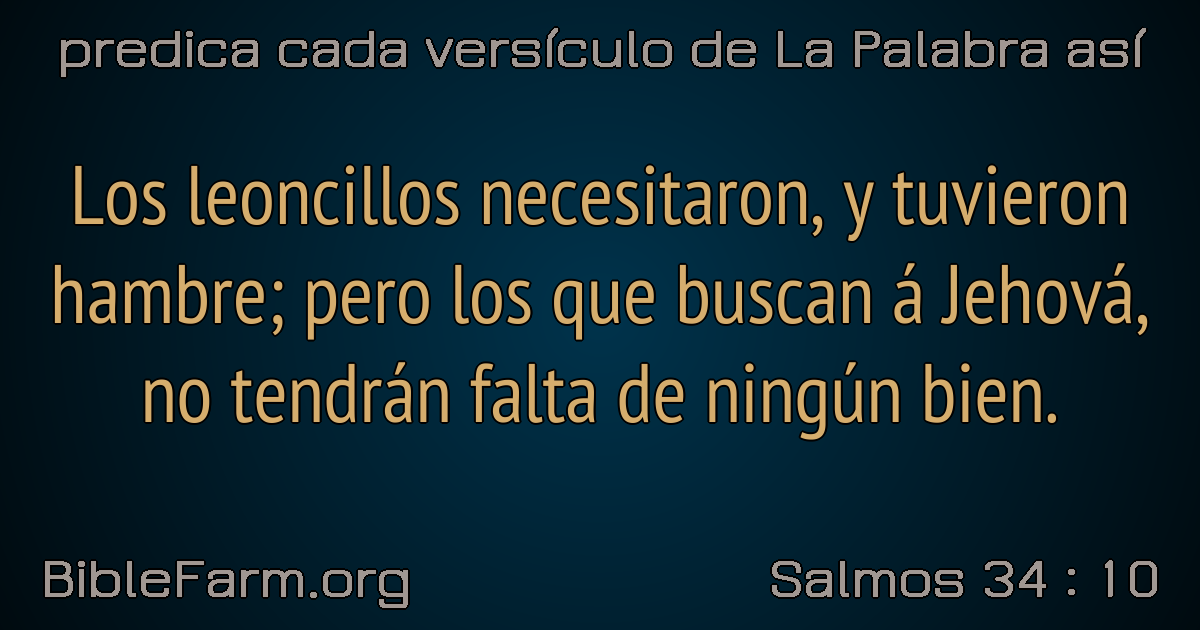 predica cada versículo de La Palabra así
Los leoncillos necesitaron, y tuvieron
hambre; pero los que buscan á Jehová,
no tendrán falta de ningún bien.
BibleFarm.org
Salmos 34 : 10